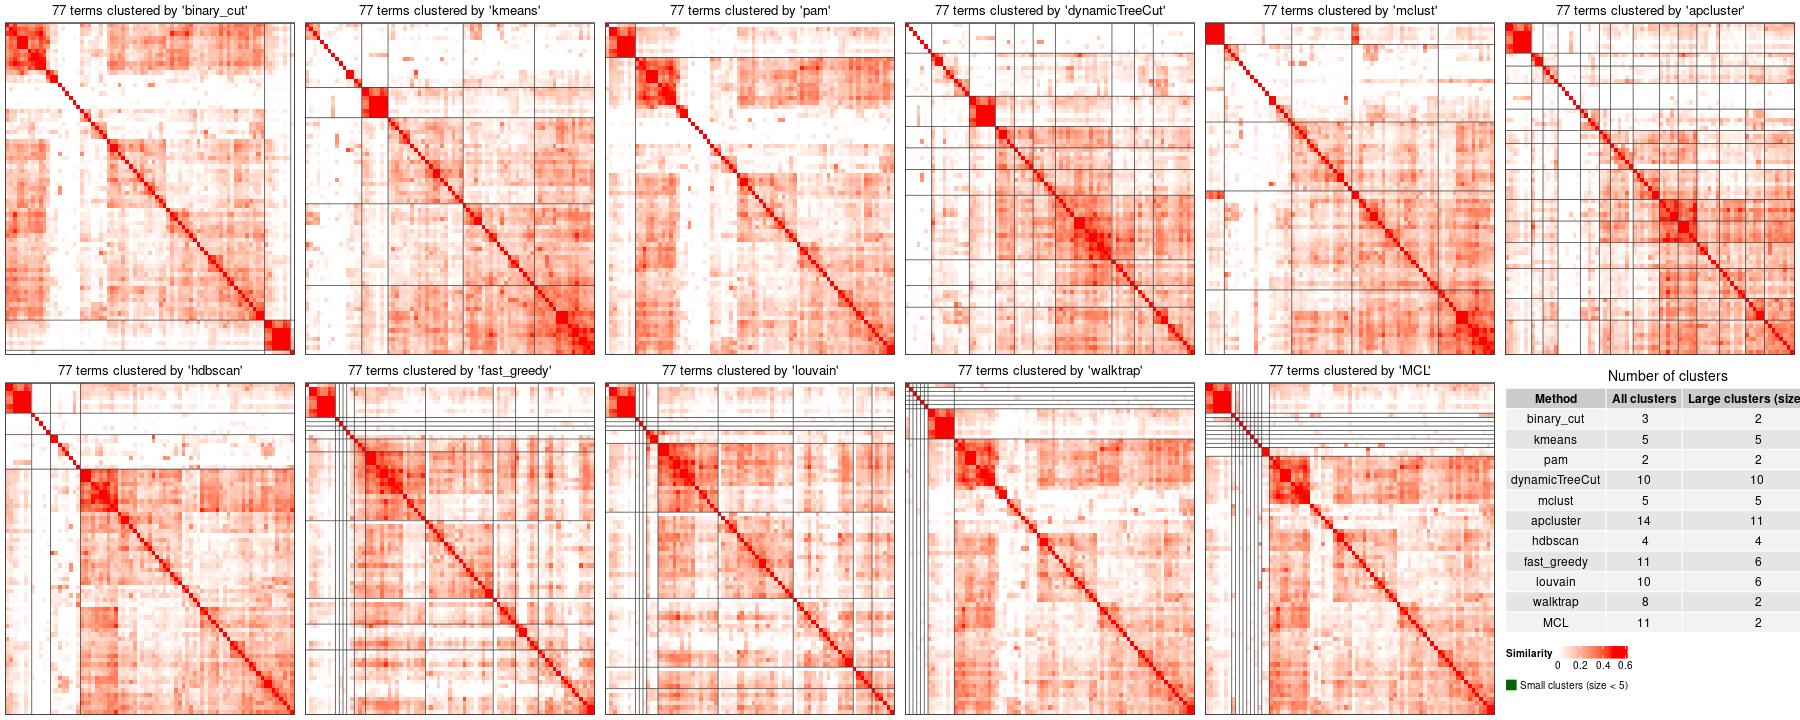 77 terms clustered by 'binary_cut'
77 terms clustered by 'kmeans'
77 terms clustered by 'pam'
77 terms clustered by 'dynamicTreeCut'
77 terms clustered by 'mclust'
77 terms clustered by 'apcluster'
77 terms clustered by 'hdbscan'
77 terms clustered by 'fast_greedy'
77 terms clustered by 'louvain'
77 terms clustered by 'walktrap'
77 terms clustered by 'MCL'
Number of clusters
Method All clusters Large clusters (size
binary_cut 3 2
kmeans 5 5
pam 2 2
dynamicTreeCut 10 10
mclust 5 5
apcluster 14 11
hdbscan 4 4
fast_greedy 11 6
louvain 10 6
walktrap 8 2
MCL 11 2
Similarity
0 0.2 0.4 0.6
Small clusters (size < 5)